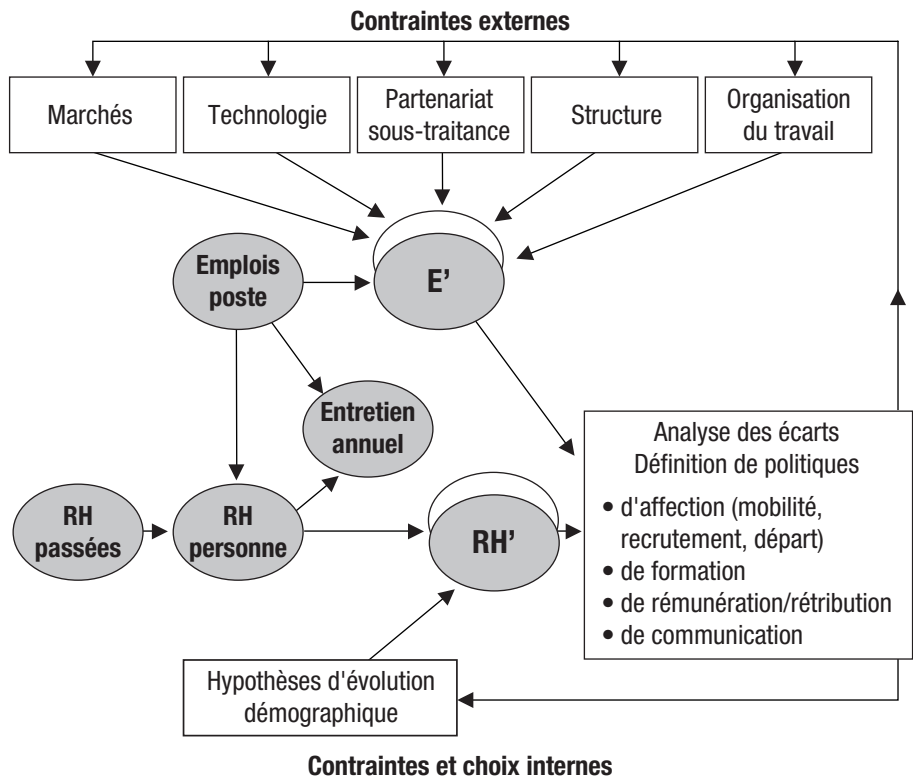 Contraintes externes
Marchés
Technologie
Partenariat
sous-traitance
Structure
Organisation
du travail
Emplois
poste
E’
Entretien
annuel
RH
passées
RH
personne
RH’
Analyse des écarts
Définition de politiques
• d'affection (mobilité,
recrutement, départ)
• de formation
• de rémunération/rétribution
• de communication
Hypothèses d'évolution
démographique
Contraintes et choix internes